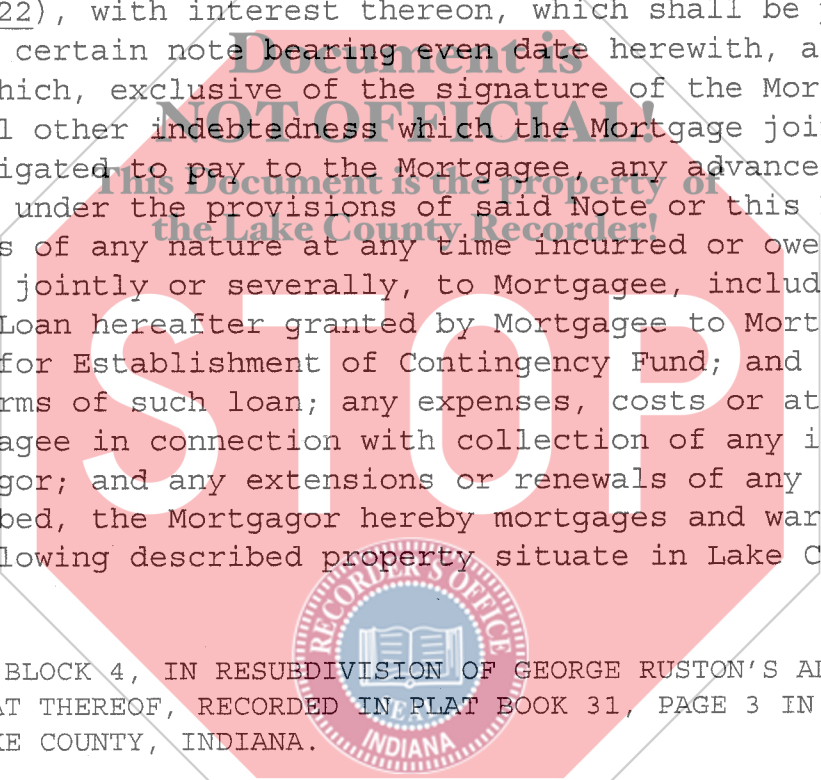 22), with interest thereon, which shall be
certain note bearing even date herewith, a
hich, exclusive of the signature of the Mor
l other indebtedness which the Mortgage joi
igated to pay to the Mortgagee, any advance
under the provisions of said Note or this
s of any nature at any time incurred or owe
jointly or severally, to Mortgagee, includ
Loan hereafter granted by Mortgagee to Mort
for Establishment of Contingency Fund; and
rms of such loan; any expenses, costs or at
agee in connection with collection of any i
gor; and any extensions or renewals of any
bed, the Mortgagor hereby mortgages and war
lowing described property situate in Lake C
BLOCK 4, IN RESUBDIVISION OF GEORGE RUSTON'S A
AT THEREOF, RECORDED IN PLAT BOOK 31, PAGE 3 IN
KE COUNTY, INDIANA.
Document is
NOT OFFICIAL!
This Document is the property of
the Lake County Recorder!
STOP
RECORDER'S OFFICE
SEAL
INDIANA